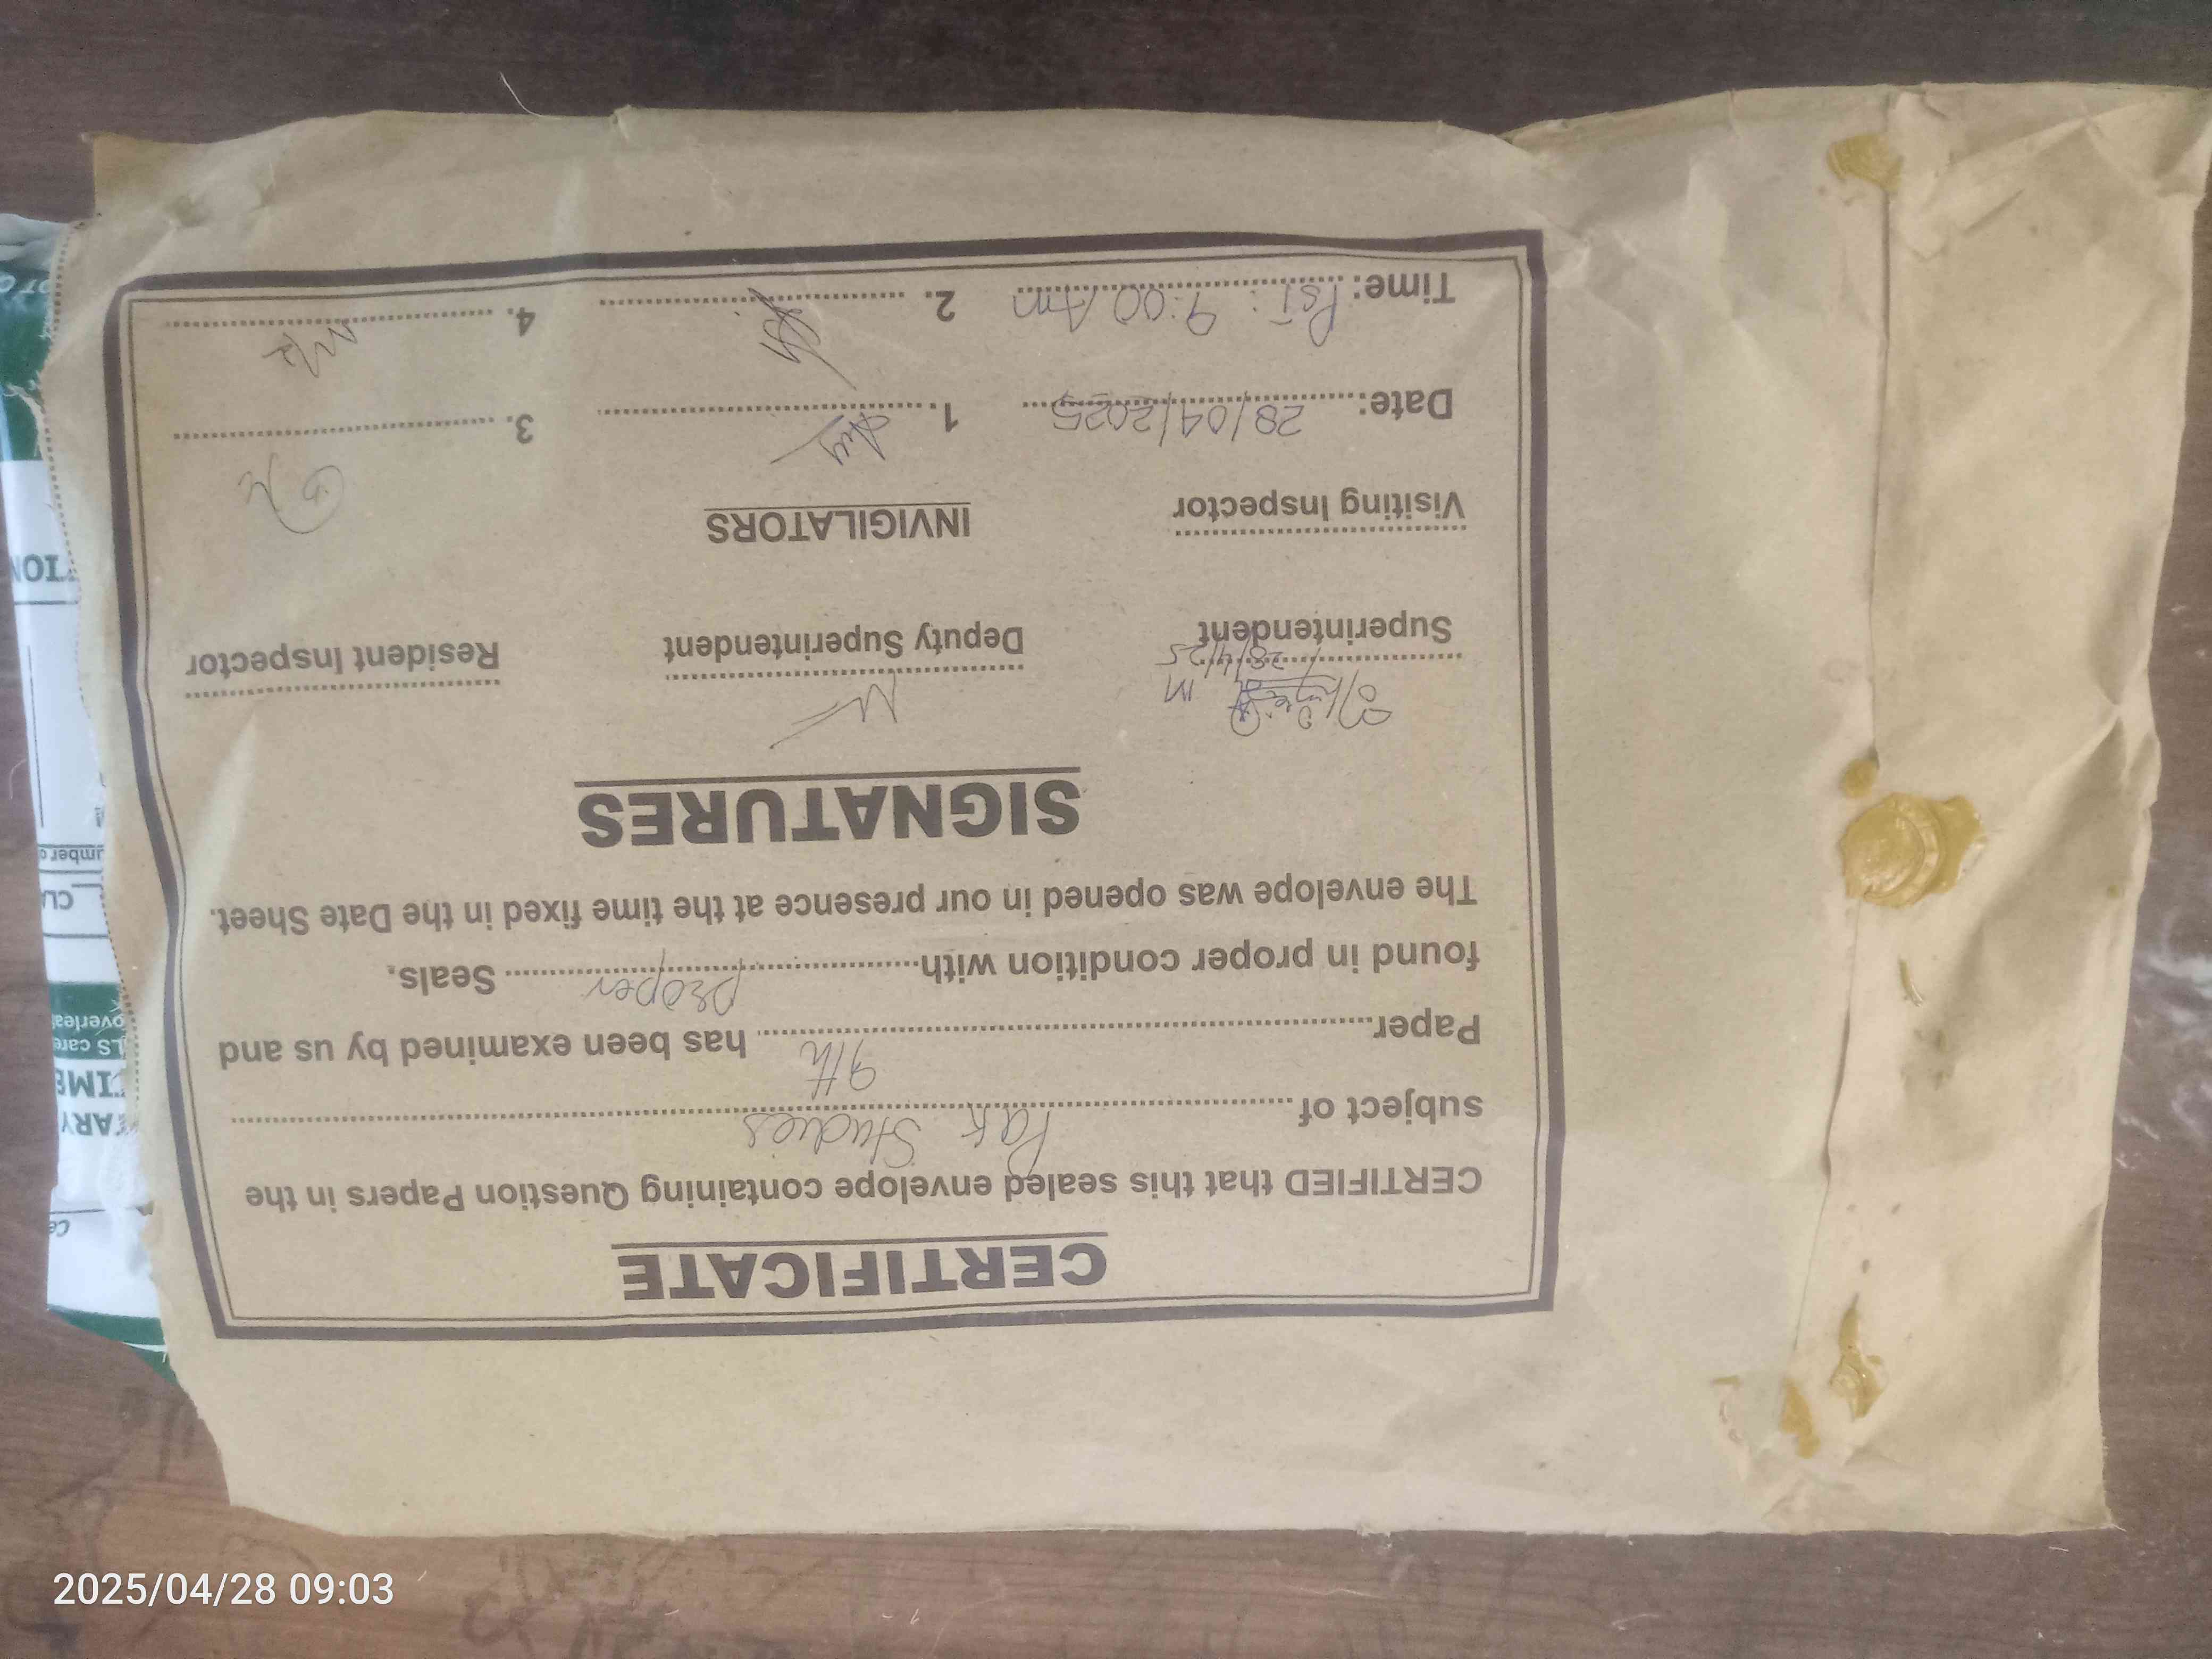 CERTIFICATE
CERTIFIED that this sealed envelope containing Question Papers in the
subject of Pak Studies
Paper 9th has been examined by us and
found in proper condition with proper Seals.
The envelope was opened in our presence at the time fixed in the Date Sheet.
SIGNATURES
28/4/25
Superintendent
Deputy Superintendent
Resident Inspector
Visiting Inspector
INVIGILATORS
Date: 28/04/2025
1.
3.
Time: PST: 9:00 Am
2.
4.
2025/04/28 09:03